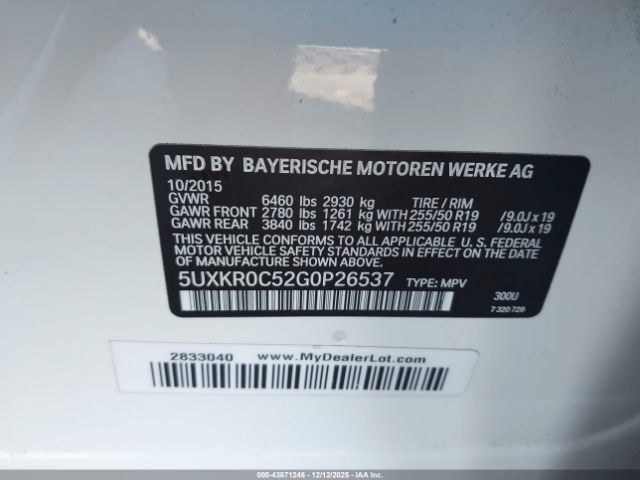 MFD BY BAYERISCHE MOTOREN WERKE AG
10/2015
GVWR 6460 lbs 2930 kg TIRE / RIM
GAWR FRONT 2780 lbs 1261 kg WITH 255/50 R19 /9.0J x 19
GAWR REAR 3840 lbs 1742 kg WITH 255/50 R19 /9.0J x 19
THIS VEHICLE CONFORMS TO ALL APPLICABLE U. S. FEDERAL
MOTOR VEHICLE SAFETY, BUMPER, AND THEFT PREVENTION
STANDARDS IN EFFECT ON THE DATE OF MANUFACTURE SHOWN ABOVE.
5UXKR0C52G0P26537 TYPE: MPV
300U
7 320 729
2833040 www.MyDealerLot.com
000-43871246 - 12/12/2025 - IAA, Inc.